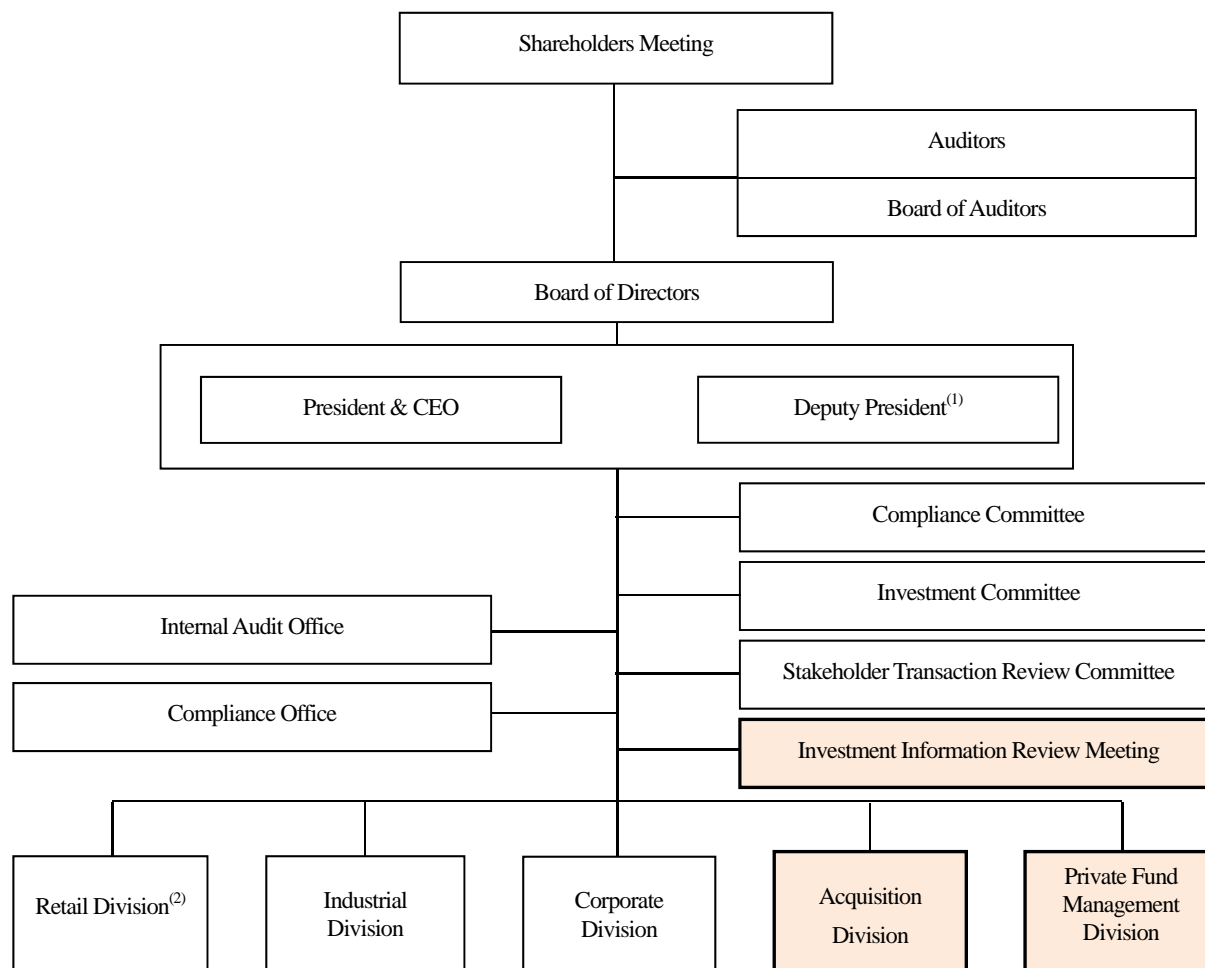 Shareholders Meeting
Auditors
Board of Auditors
Board of Directors
President & CEO
Deputy President(1)
Compliance Committee
Investment Committee
Internal Audit Office
Stakeholder Transaction Review Committee
Compliance Office
Investment Information Review Meeting
Retail Division(2)
Industrial
Division
Corporate
Division
Acquisition
Division
Private Fund
Management
Division